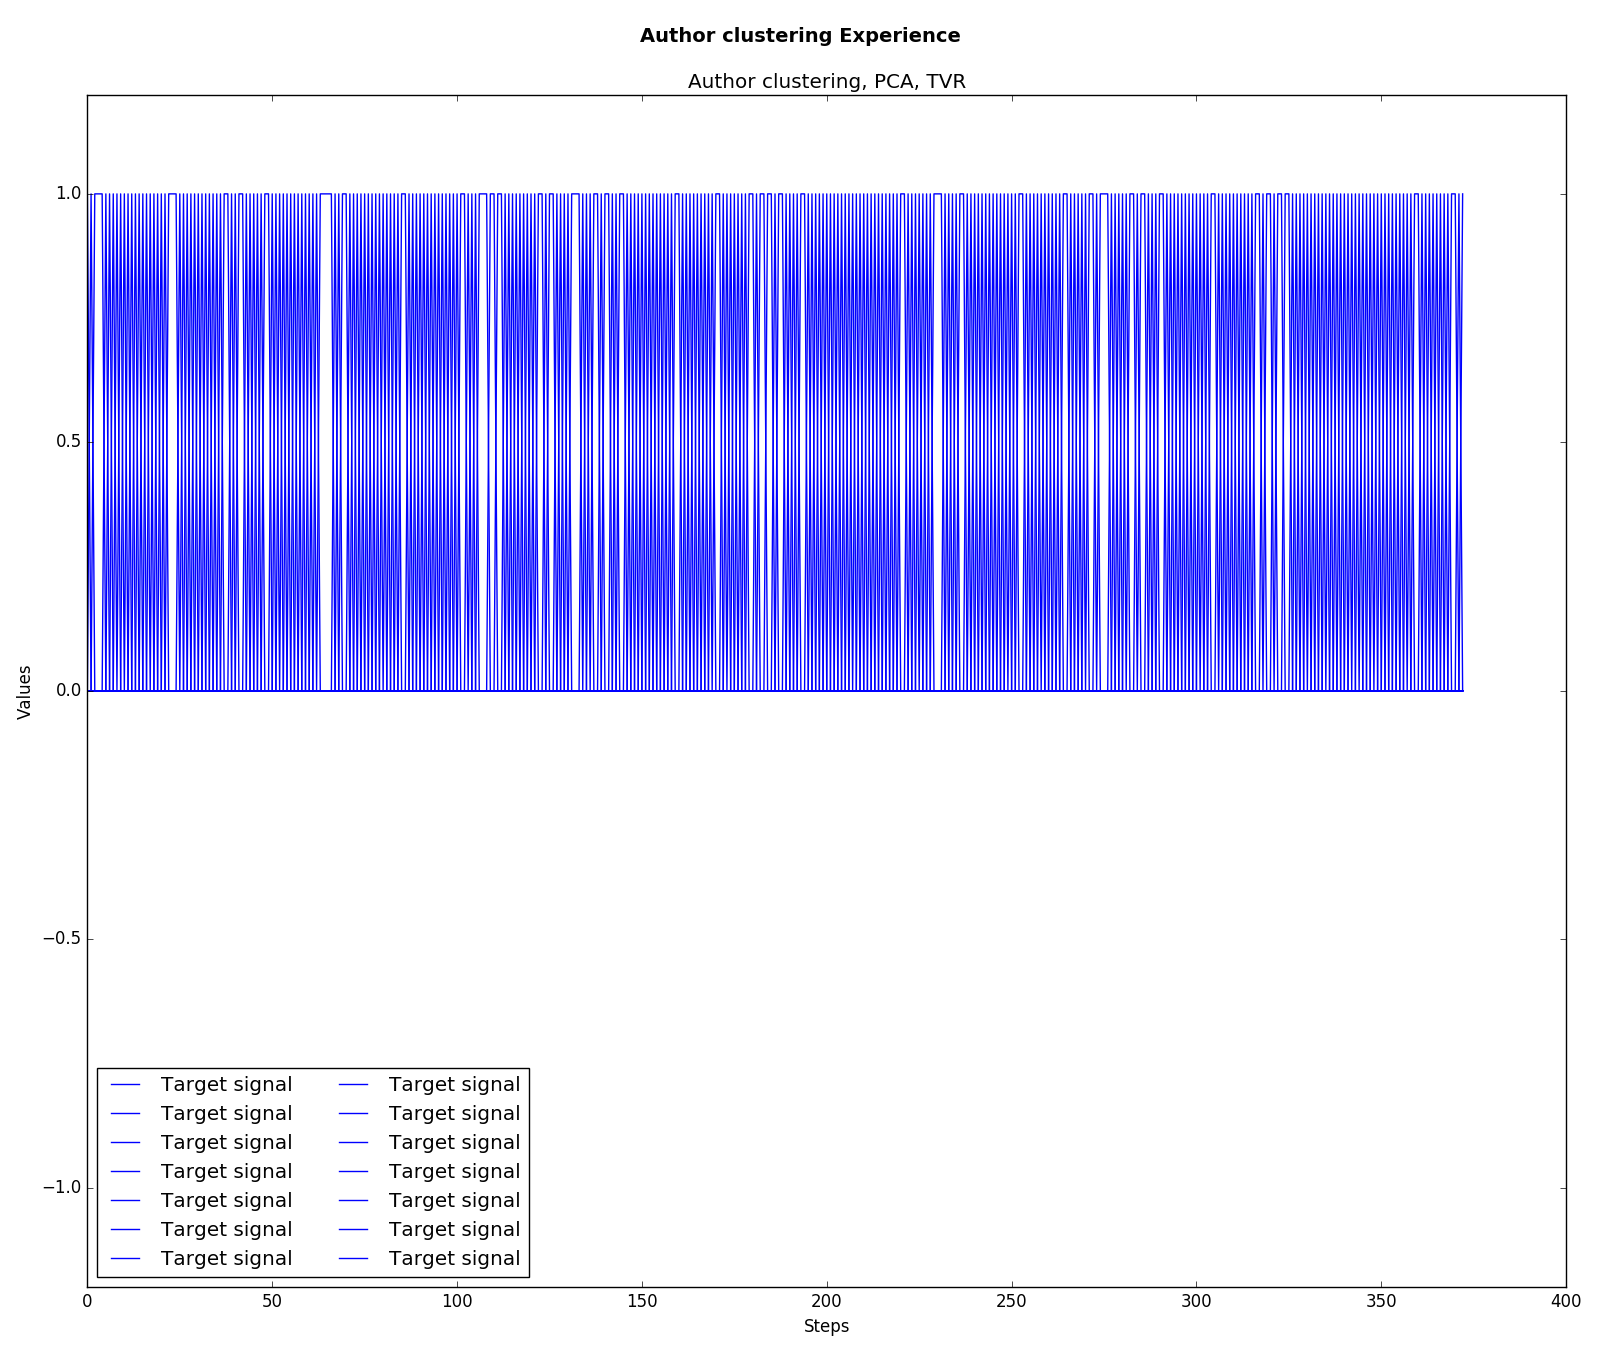 Author clustering Experience
Author clustering, PCA, TVR
1.0
0.5
0.0
−0.5
−1.0
Values
Target signal Target signal
Target signal Target signal
Target signal Target signal
Target signal Target signal
Target signal Target signal
Target signal Target signal
Target signal Target signal
0 50 100 150 200 250 300 350 400
Steps